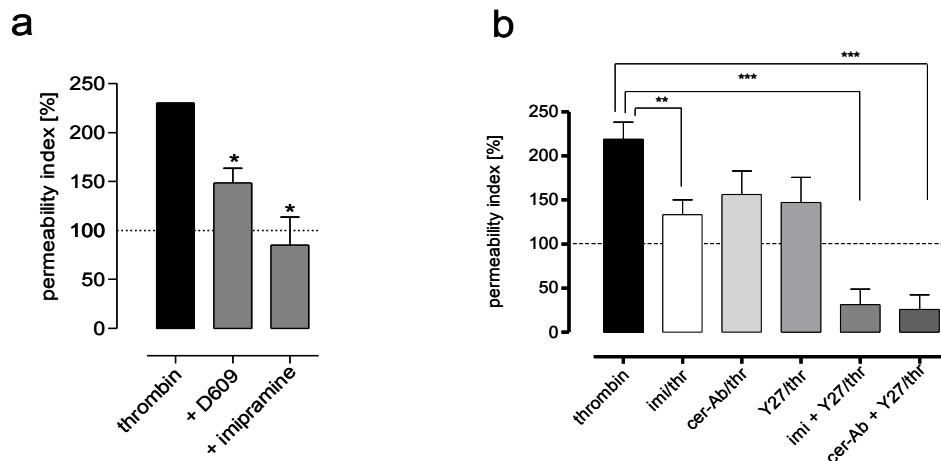 a
permeability index [%]
250
200
150
100
50
0
*
*
thrombin
+ D609
+ imipramine
b
permeability index [%]
250
200
150
100
50
0
***
***
**
thrombin
imi/thr
cer-Ab/thr
Y27/thr
imi + Y27/thr
cer-Ab + Y27/thr